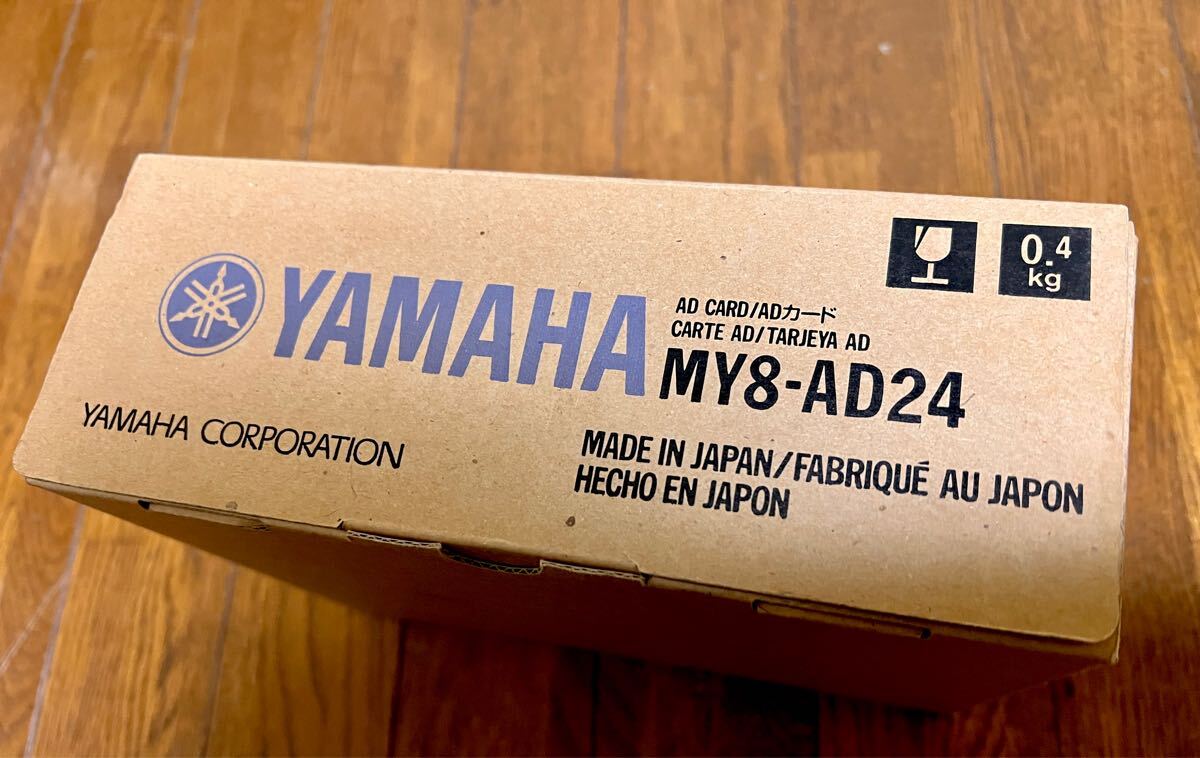 YAMAHA
AD CARD/ADカード
CARTE AD/TARJEYA AD
MY8-AD24
0.4
kg
YAMAHA CORPORATION
MADE IN JAPAN/FABRIQUÉ AU JAPON
HECHO EN JAPON